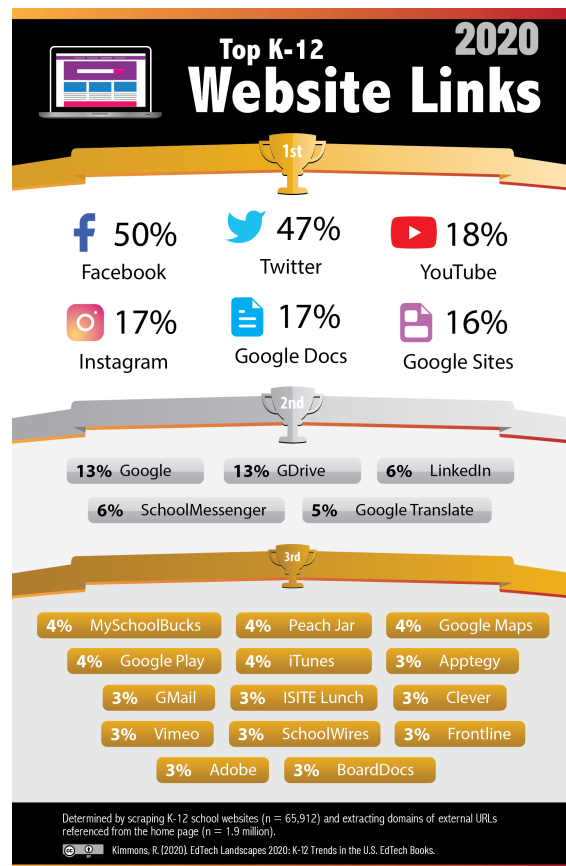 2020
Top K-12
Website Links
1st
50%
Facebook
47%
Twitter
18%
YouTube
17%
Instagram
17%
Google Docs
16%
Google Sites
2nd
13% Google
13% GDrive
6% LinkedIn
6% SchoolMessenger
5% Google Translate
3rd
4% MySchoolBucks
4% Peach Jar
4% Google Maps
4% Google Play
4% iTunes
3% Apptegy
3% GMail
3% ISITE Lunch
3% Clever
3% Vimeo
3% SchoolWires
3% Frontline
3% Adobe
3% BoardDocs
Determined by scraping K-12 school websites (n = 65,912) and extracting domains of external URLs
referenced from the home page (n = 1.9 million).
Kimmons, R. (2020). EdTech Landscapes 2020: K-12 Trends in the U.S. EdTech Books.